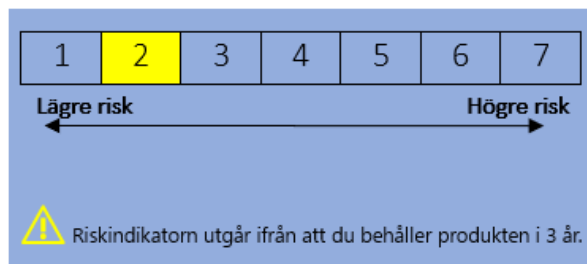 1 2 3 4 5 6 7
Lägre risk Högre risk
Riskindikatorn utgår ifrån att du behåller produkten i 3 år.